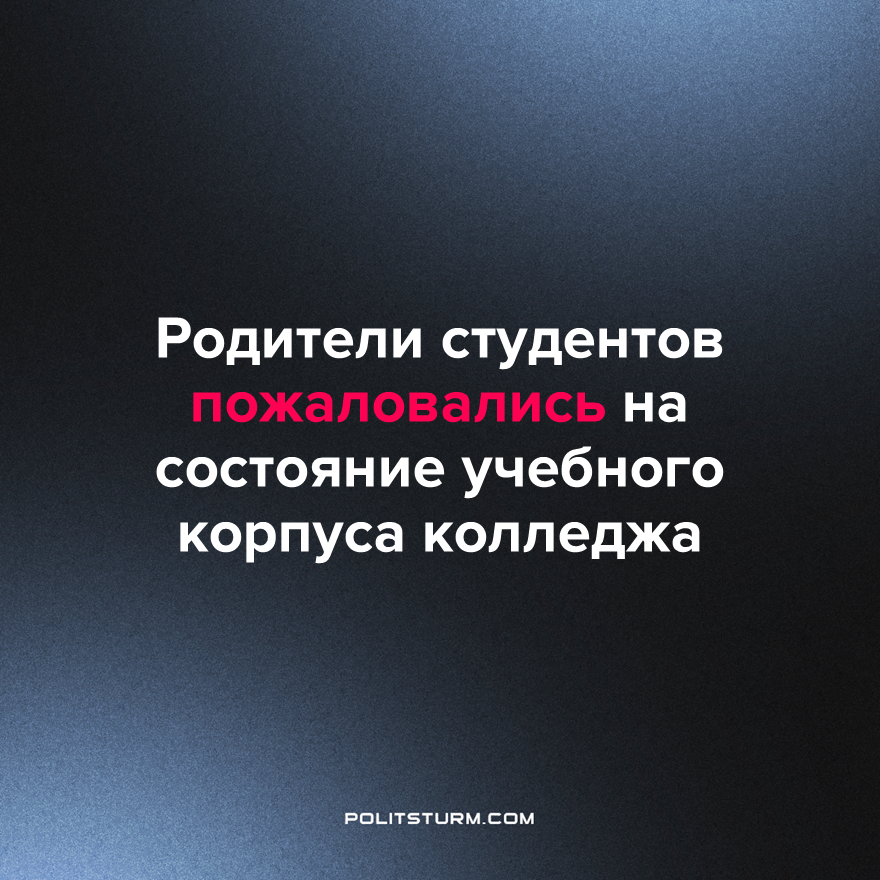 Родители студентов
пожаловались на
состояние учебного
корпуса колледжа
POLITSTURM.COM